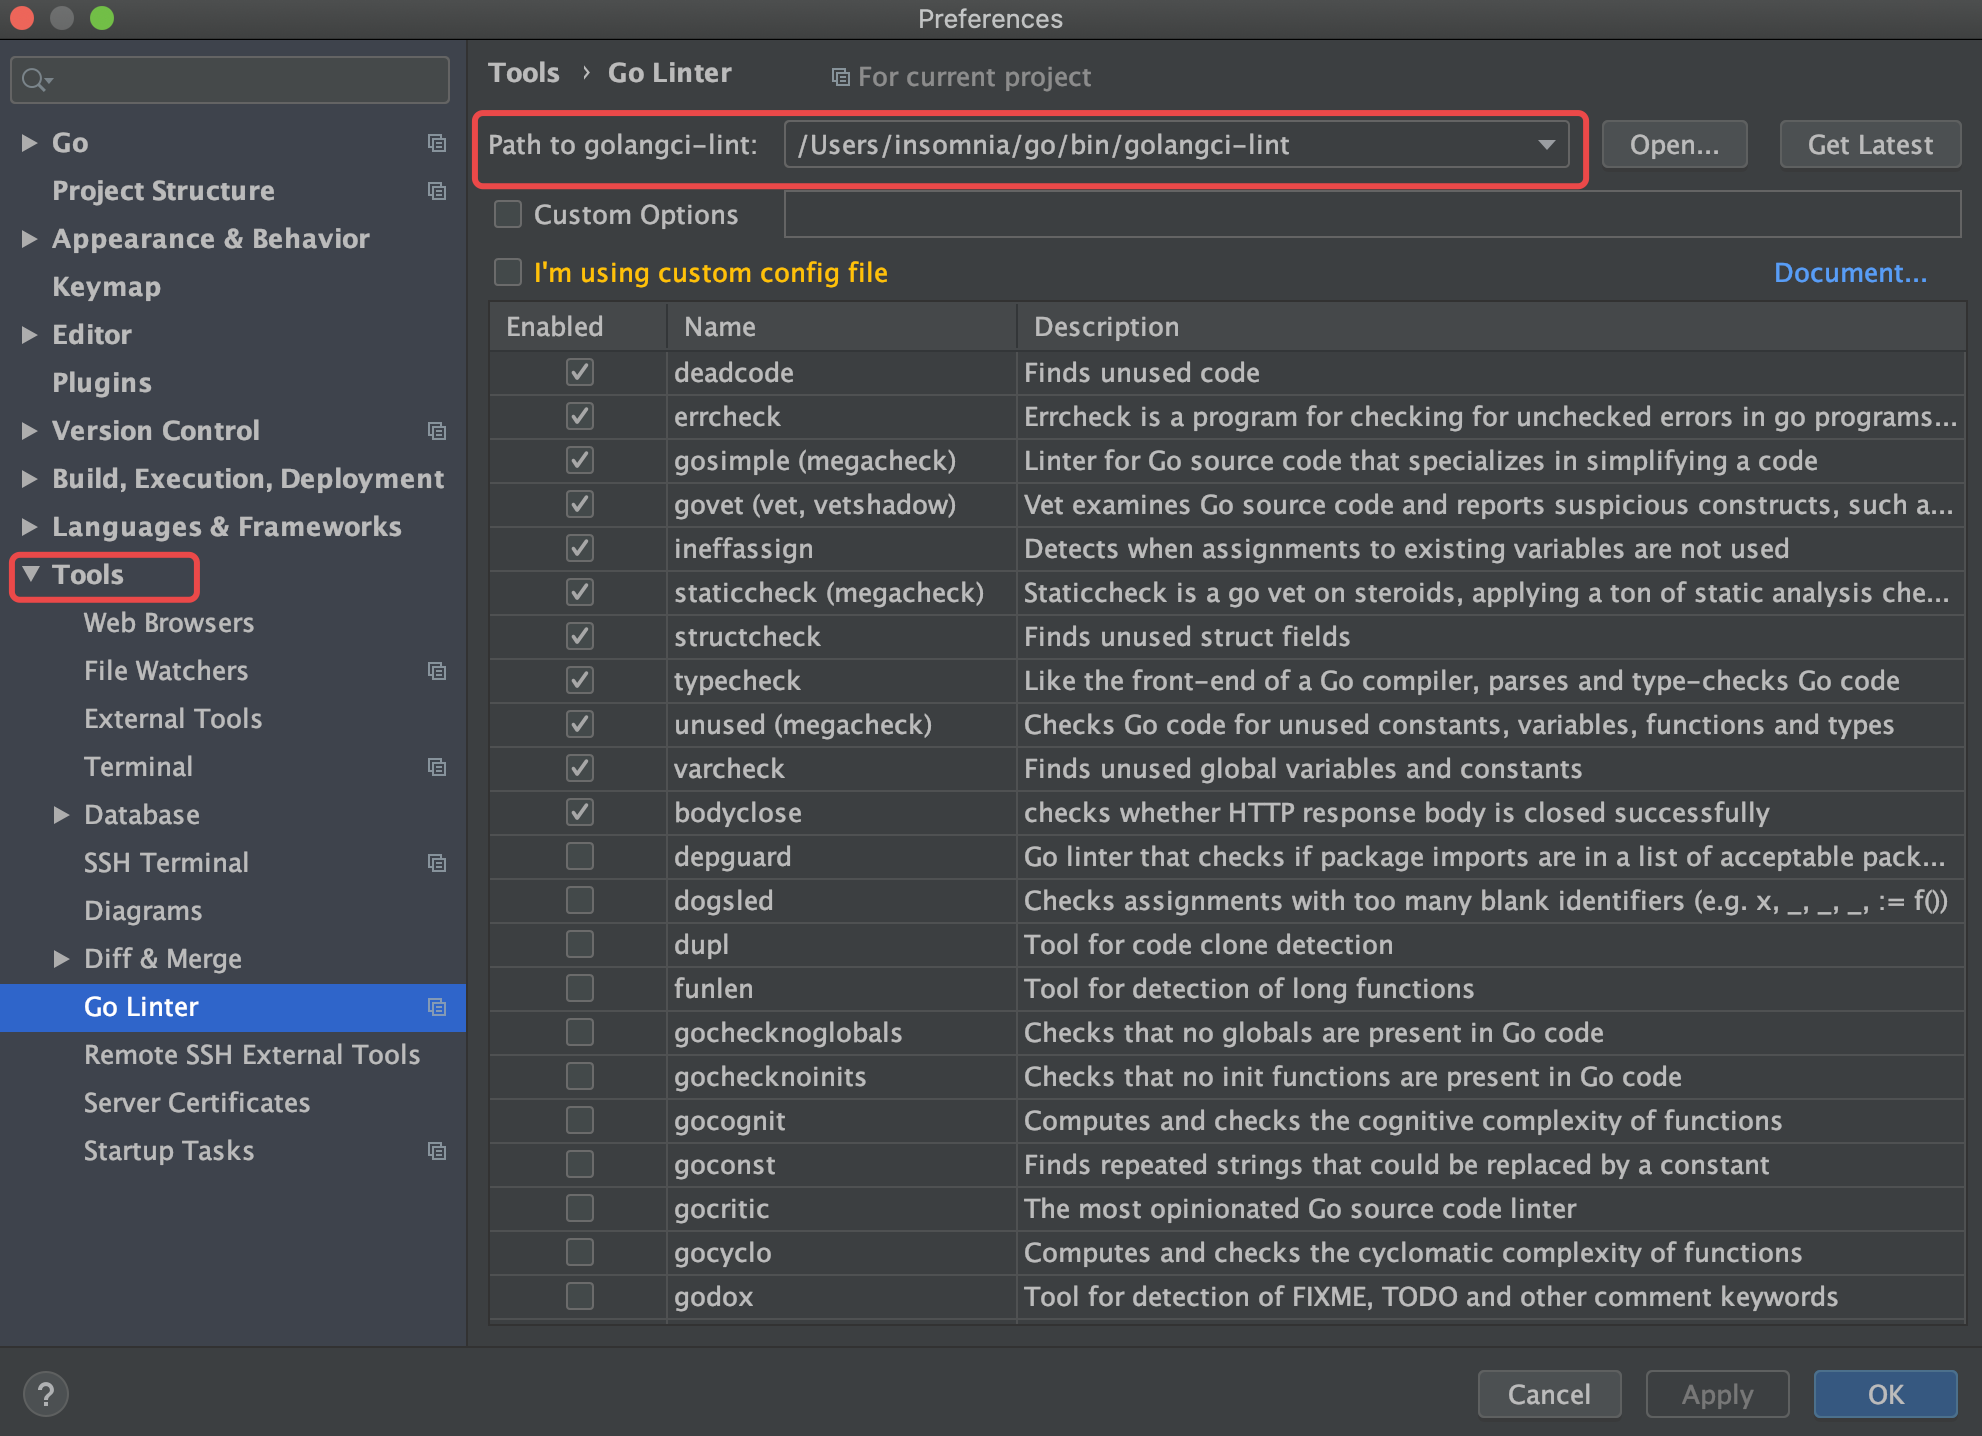 Preferences
Tools › Go Linter For current project
Path to golangci-lint: /Users/insomnia/go/bin/golangci-lint Open... Get Latest
Custom Options
I'm using custom config file Document...
Go
Project Structure
Appearance & Behavior
Keymap
Editor
Plugins
Version Control
Build, Execution, Deployment
Languages & Frameworks
Tools
Web Browsers
File Watchers
External Tools
Terminal
Database
SSH Terminal
Diagrams
Diff & Merge
Go Linter
Remote SSH External Tools
Server Certificates
Startup Tasks
Enabled Name Description
deadcode Finds unused code
errcheck Errcheck is a program for checking for unchecked errors in go programs...
gosimple (megacheck) Linter for Go source code that specializes in simplifying a code
govet (vet, vetshadow) Vet examines Go source code and reports suspicious constructs, such a...
ineffassign Detects when assignments to existing variables are not used
staticcheck (megacheck) Staticcheck is a go vet on steroids, applying a ton of static analysis che...
structcheck Finds unused struct fields
typecheck Like the front-end of a Go compiler, parses and type-checks Go code
unused (megacheck) Checks Go code for unused constants, variables, functions and types
varcheck Finds unused global variables and constants
bodyclose checks whether HTTP response body is closed successfully
depguard Go linter that checks if package imports are in a list of acceptable pack...
dogsled Checks assignments with too many blank identifiers (e.g. x, _, _, _, := f())
dupl Tool for code clone detection
funlen Tool for detection of long functions
gochecknoglobals Checks that no globals are present in Go code
gochecknoinits Checks that no init functions are present in Go code
gocognit Computes and checks the cognitive complexity of functions
goconst Finds repeated strings that could be replaced by a constant
gocritic The most opinionated Go source code linter
gocyclo Computes and checks the cyclomatic complexity of functions
godox Tool for detection of FIXME, TODO and other comment keywords
? Cancel Apply OK